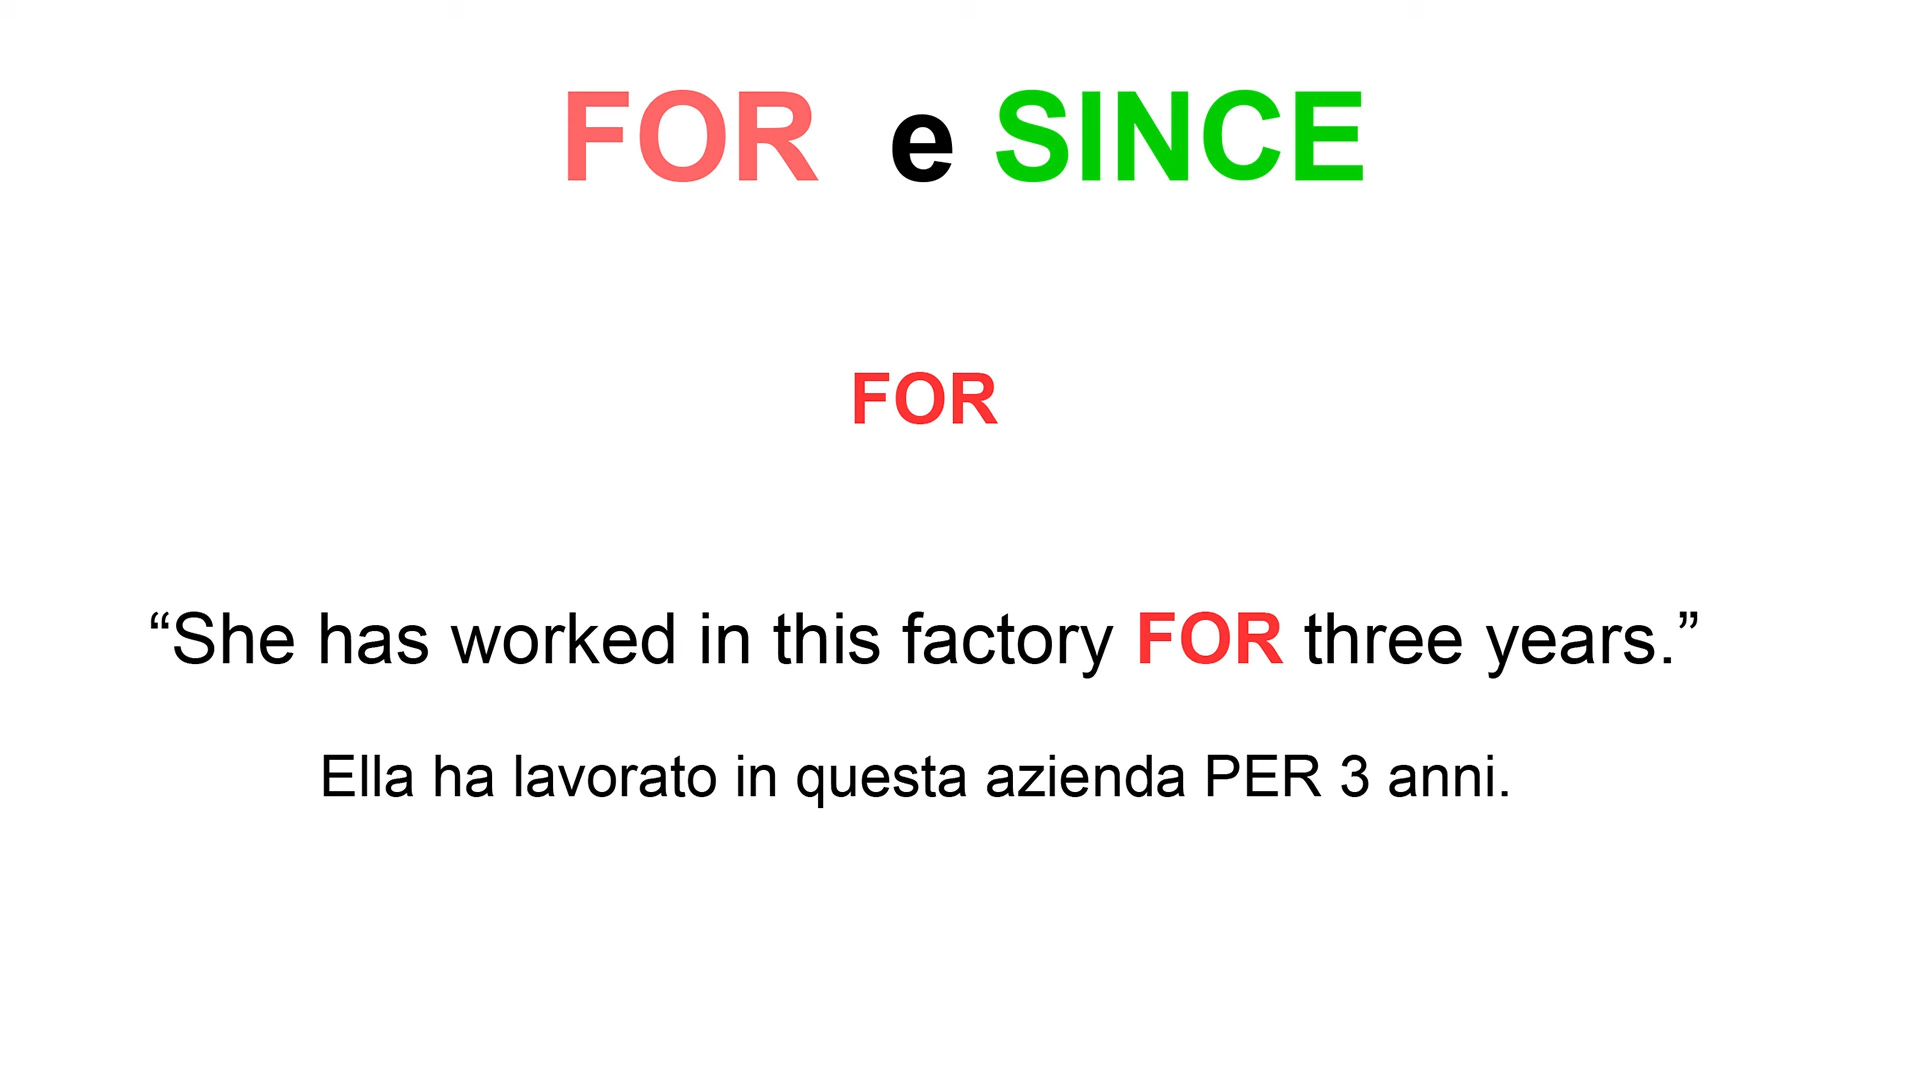 FOR e SINCE
FOR
“She has worked in this factory FOR three years.”
Ella ha lavorato in questa azienda PER 3 anni.